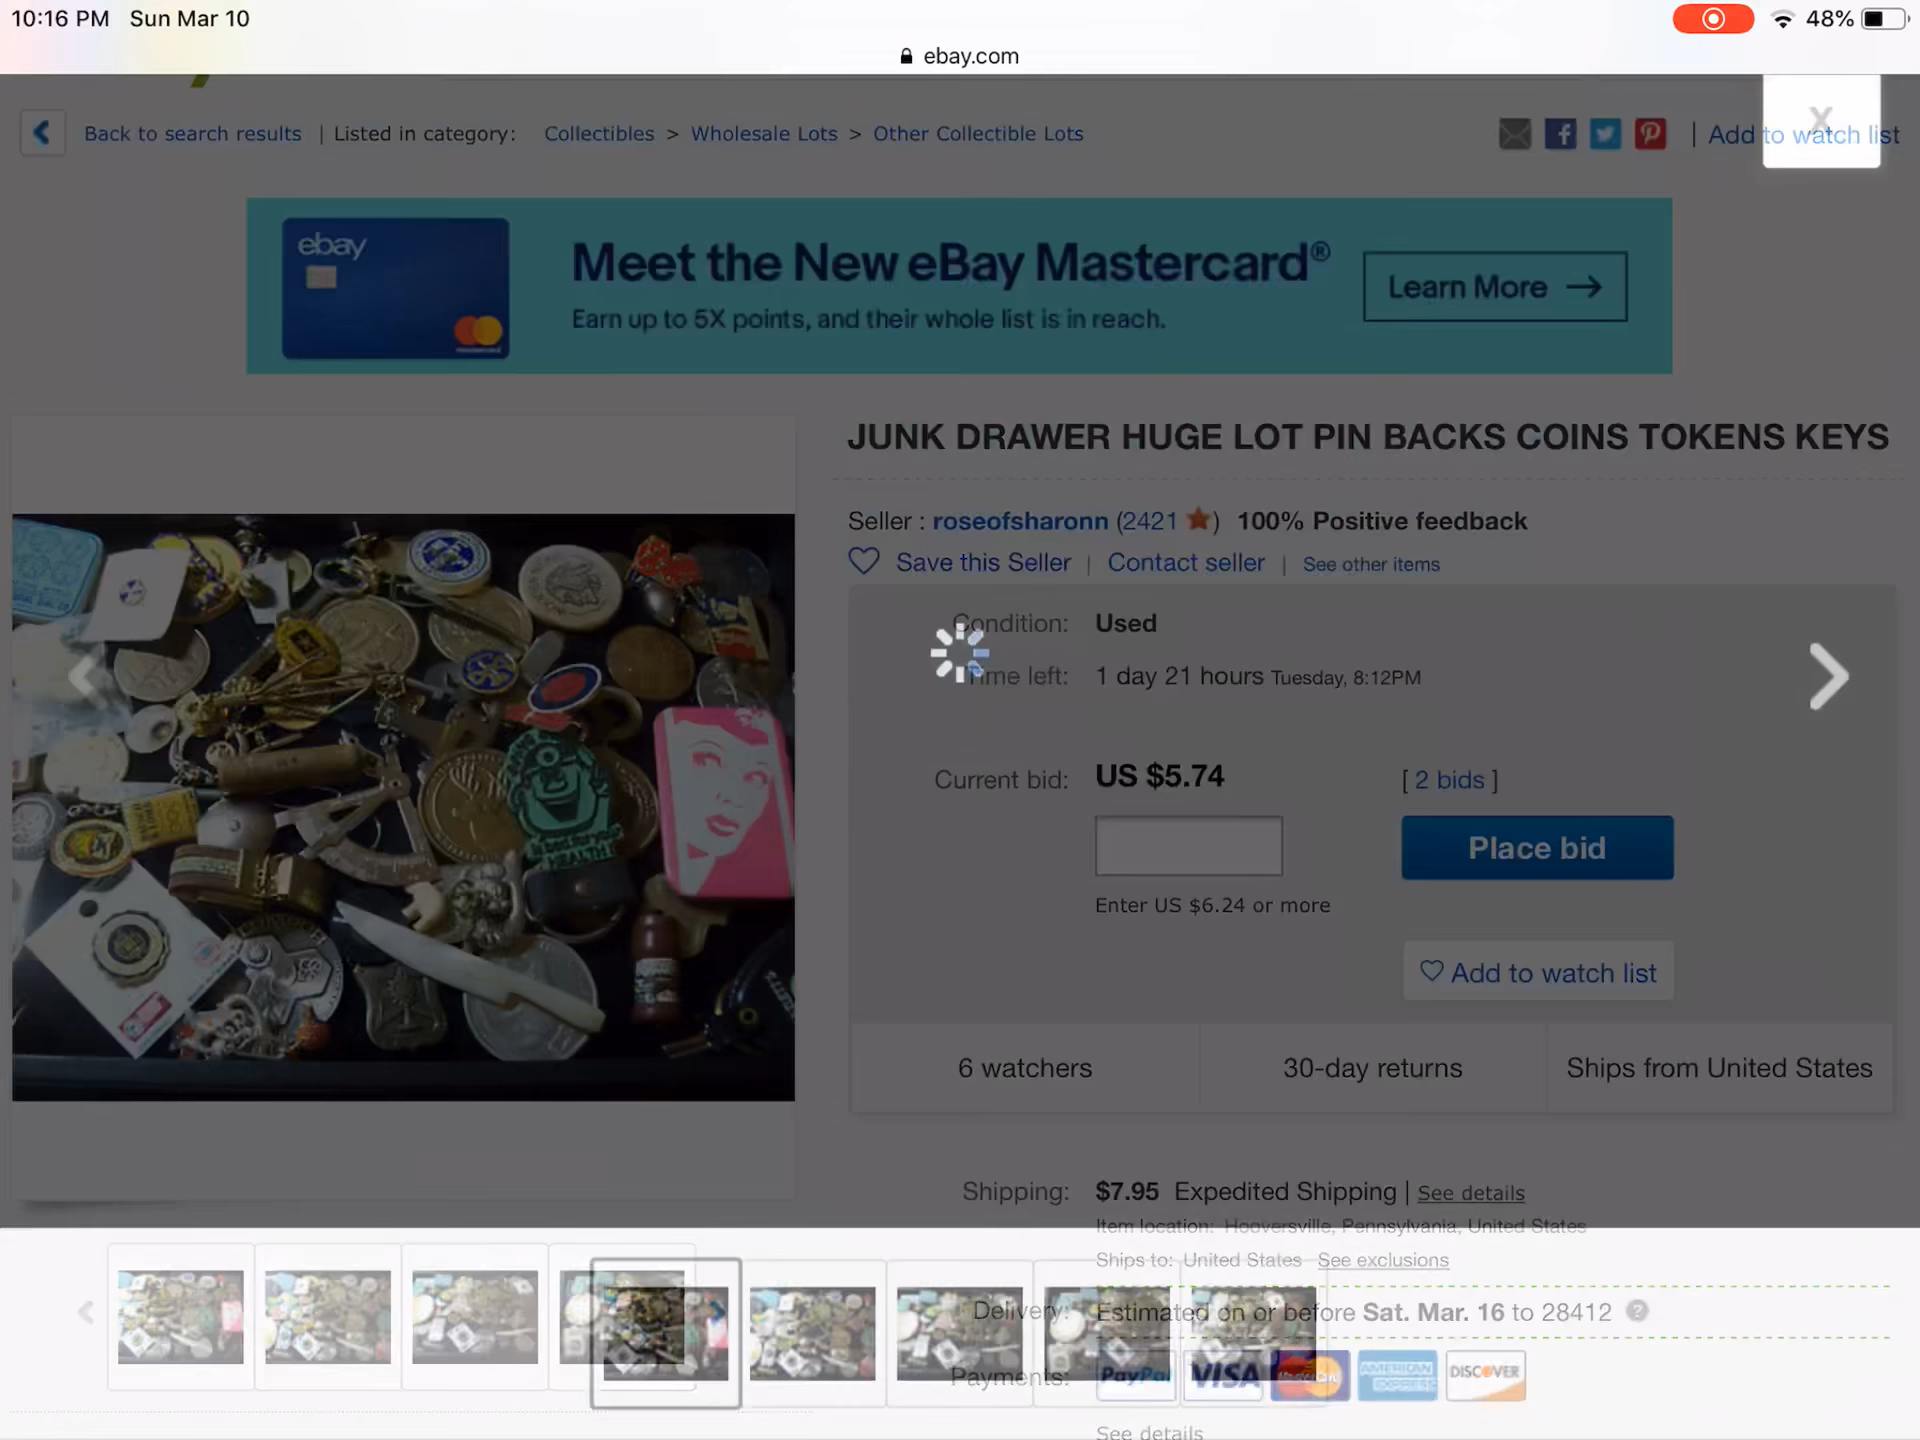 10:16 PM Sun Mar 10
48%
ebay.com
X
Back to search results | Listed in category: Collectibles > Wholesale Lots > Other Collectible Lots
| Add to watch list
ebay
Meet the New eBay Mastercard®
Earn up to 5X points, and their whole list is in reach.
Learn More →
JUNK DRAWER HUGE LOT PIN BACKS COINS TOKENS KEYS
Seller : roseofsharonn (2421 ) 100% Positive feedback
Save this Seller | Contact seller | See other items
Condition: Used
Time left: 1 day 21 hours Tuesday, 8:12PM
Current bid: US $5.74 [ 2 bids ]
Place bid
Enter US $6.24 or more
Add to watch list
HEALTH!
6 watchers
30-day returns
Ships from United States
Shipping: $7.95 Expedited Shipping | See details
Item location: Hooversville, Pennsylvania, United States
Ships to: United States See exclusions
Delivery: Estimated on or before Sat. Mar. 16 to 28412 ?
Payments: PayPal VISA MasterCard AMERICAN EXPRESS DISCOVER
See details